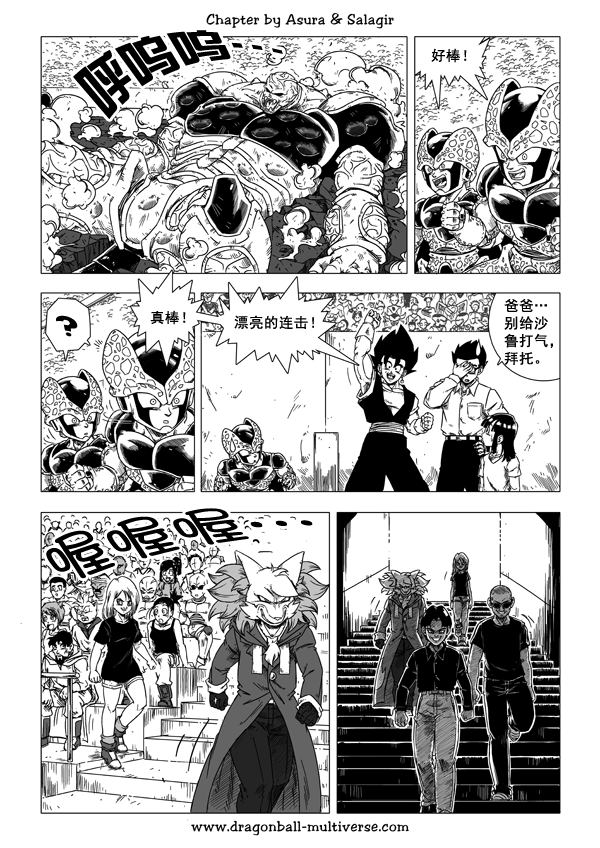 Chapter by Asura & Salagir
呼呜呜…
好棒！
？
真棒！
漂亮的连击！
爸爸…
别给沙
鲁打气，
拜托。
喔喔喔……
www.dragonball-multiverse.com